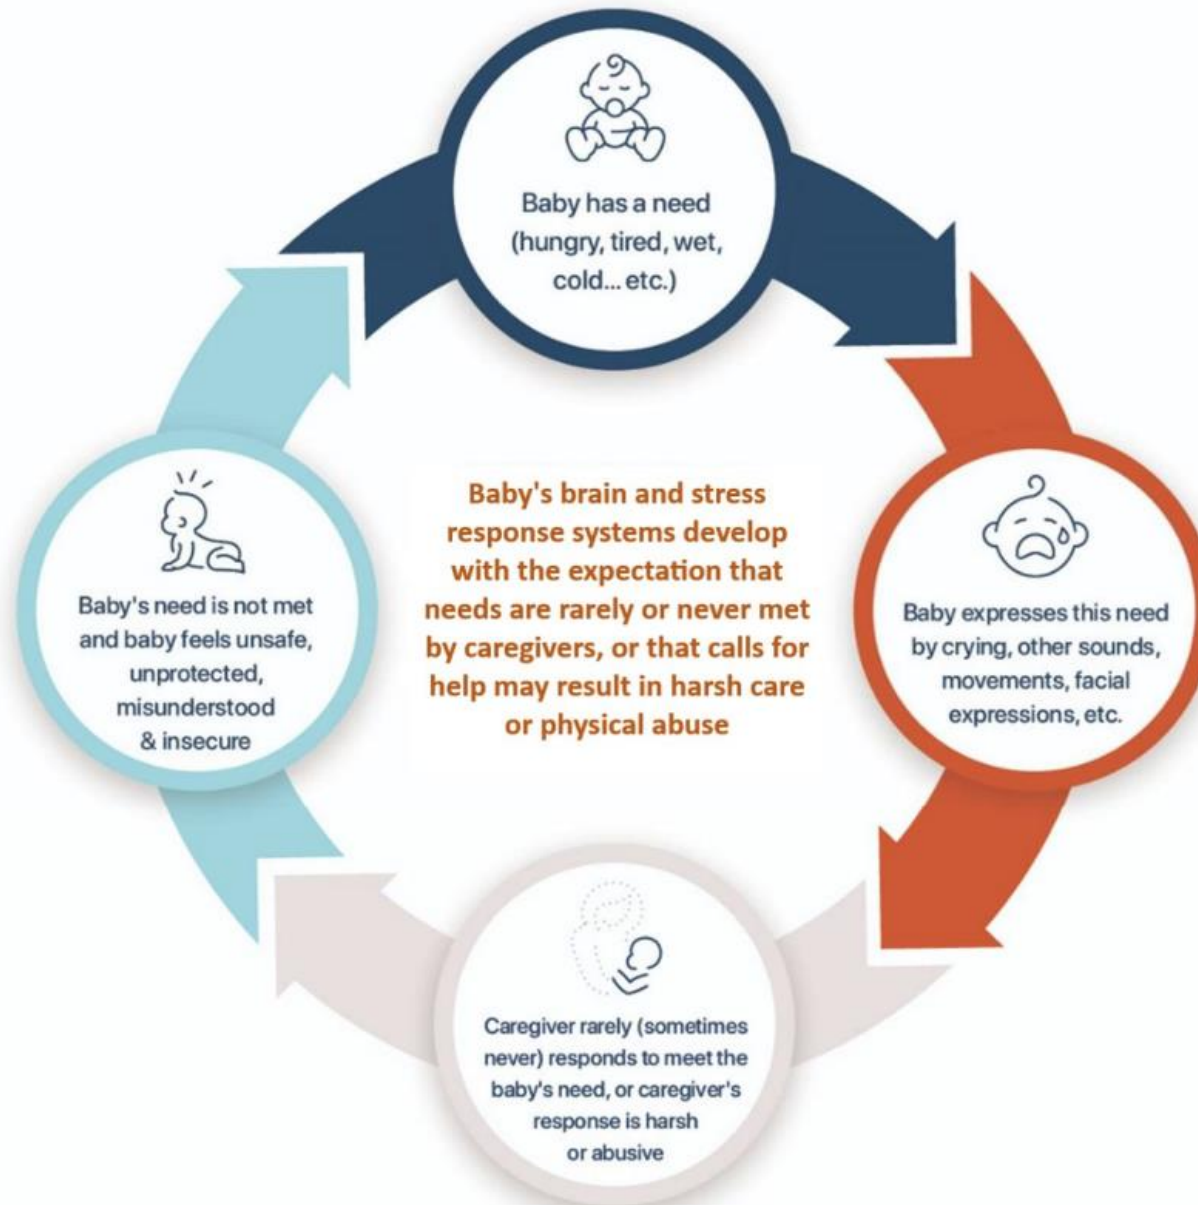 Baby has a need
(hungry, tired, wet,
cold... etc.)
Baby expresses this need
by crying, other sounds,
movements, facial
expressions, etc.
Caregiver rarely (sometimes
never) responds to meet the
baby's need, or caregiver's
response is harsh
or abusive
Baby's need is not met
and baby feels unsafe,
unprotected,
misunderstood
& insecure
Baby's brain and stress
response systems develop
with the expectation that
needs are rarely or never met
by caregivers, or that calls for
help may result in harsh care
or physical abuse